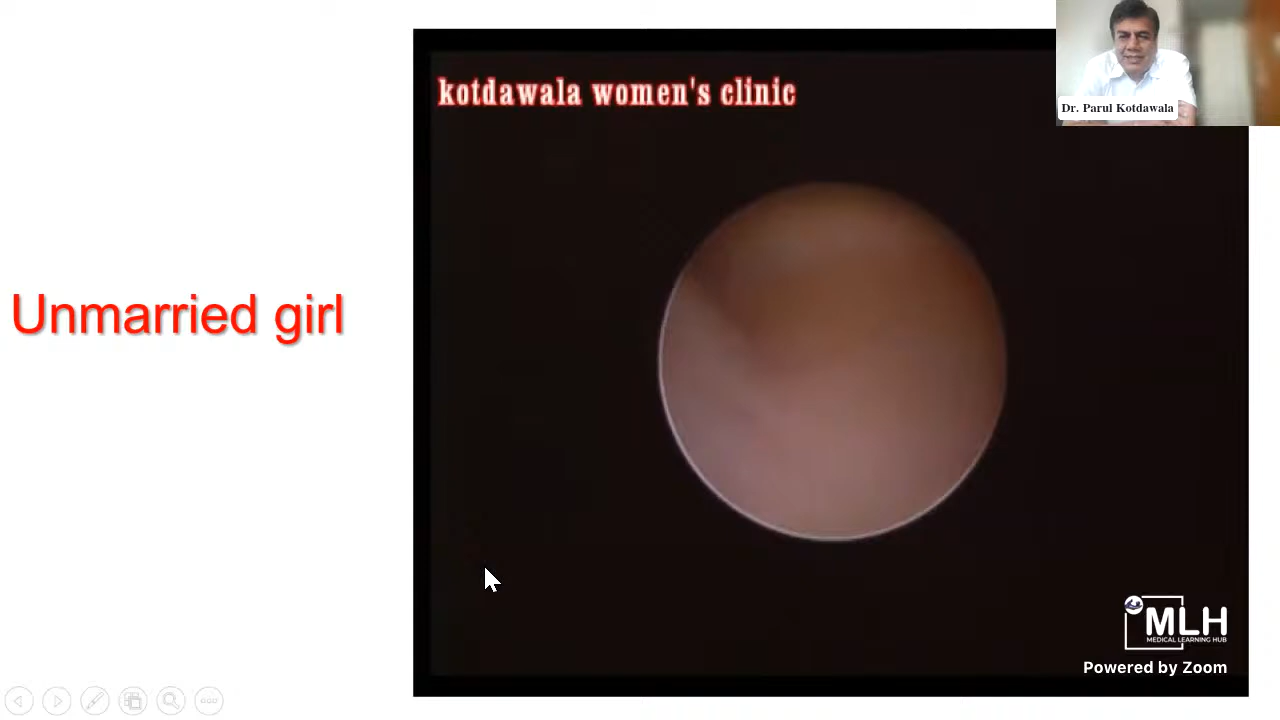 kotdawala women's clinic
Dr. Parul Kotdawala
Unmarried girl
MLH
MEDICAL LEARNING HUB
Powered by Zoom